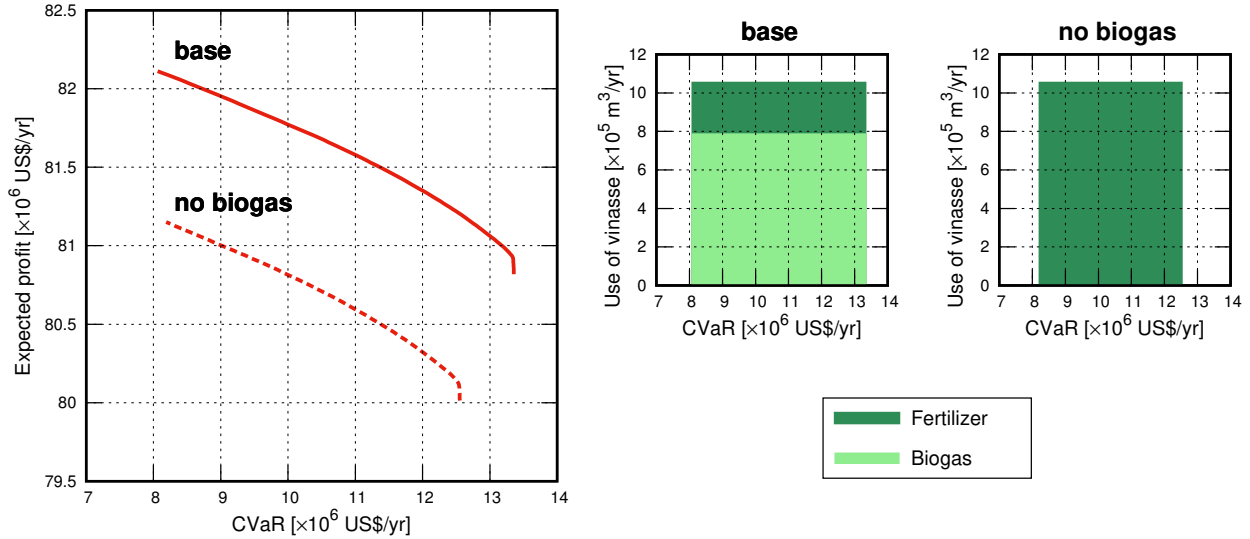 82.5
82
81.5
81
80.5
80
79.5
Expected profit [×10⁶ US$/yr]
base
no biogas
7 8 9 10 11 12 13 14
CVaR [×10⁶ US$/yr]
base
12
10
8
6
4
2
0
Use of vinasse [×10⁵ m³/yr]
7 8 9 10 11 12 13 14
CVaR [×10⁶ US$/yr]
no biogas
12
10
8
6
4
2
0
Use of vinasse [×10⁵ m³/yr]
7 8 9 10 11 12 13 14
CVaR [×10⁶ US$/yr]
Fertilizer
Biogas